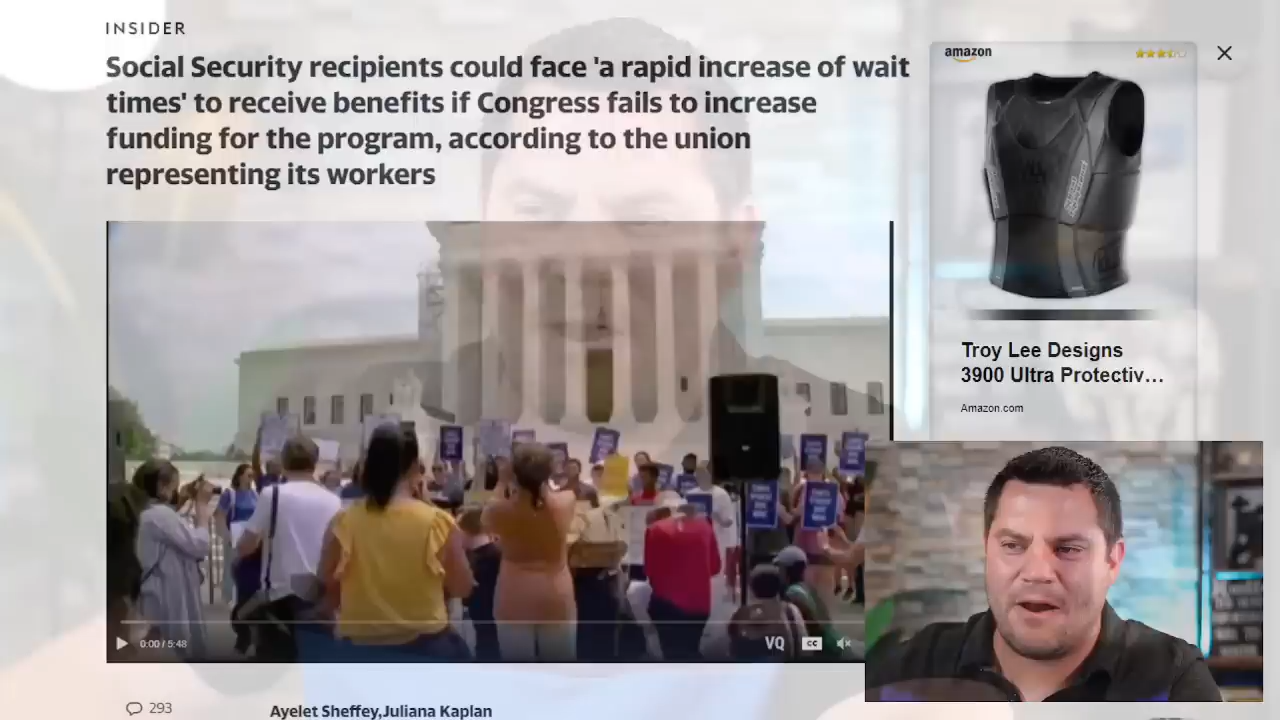 INSIDER
Social Security recipients could face 'a rapid increase of wait
times' to receive benefits if Congress fails to increase
funding for the program, according to the union
representing its workers
amazon
Troy Lee Designs
3900 Ultra Protectiv...
Amazon.com
0:00 / 5:48
VQ
CC
293
Ayelet Sheffey,Juliana Kaplan